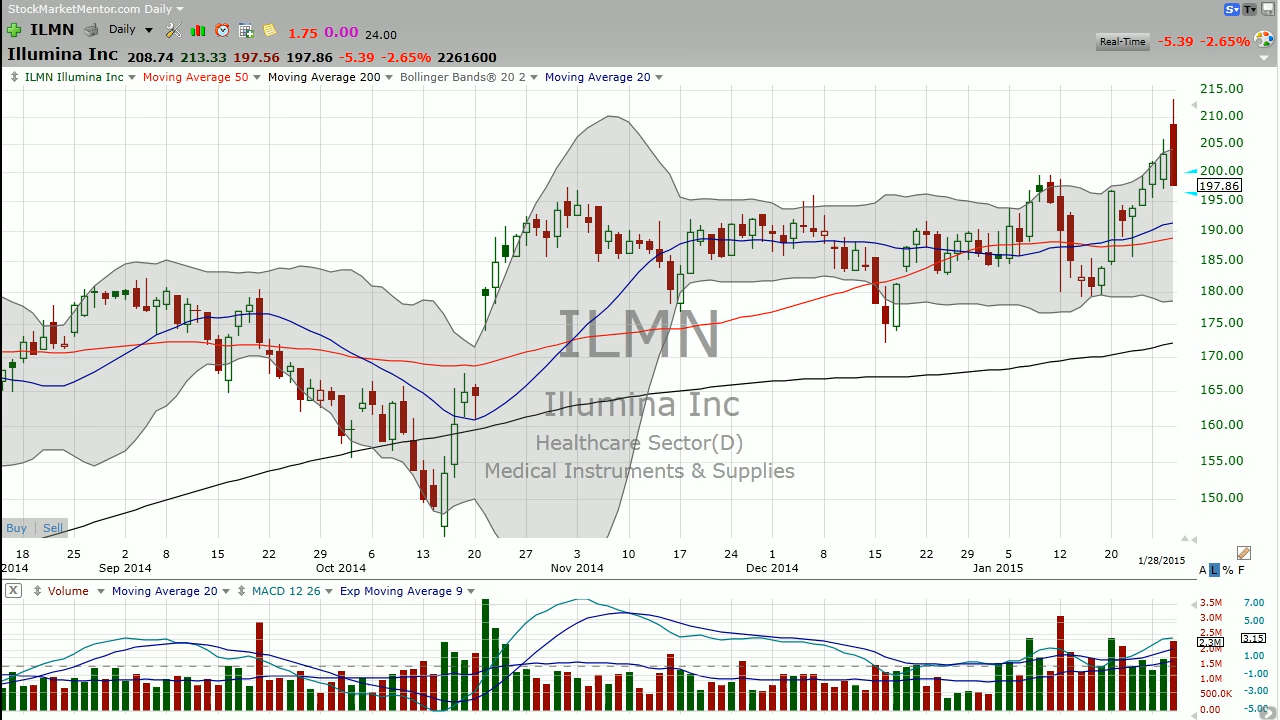 StockMarketMentor.com Daily
S T
ILMN Daily 1.75 0.00 24.00
Illumina Inc 208.74 213.33 197.56 197.86 -5.39 -2.65% 2261600
Real-Time -5.39 -2.65%
ILMN Illumina Inc Moving Average 50 Moving Average 200 Bollinger Bands® 20 2 Moving Average 20
215.00
210.00
205.00
200.00
197.86
195.00
190.00
185.00
180.00
175.00
170.00
165.00
160.00
155.00
150.00
ILMN
Illumina Inc
Healthcare Sector(D)
Medical Instruments & Supplies
Buy Sell
18 25 2 8 15 22 29 6 13 20 27 3 10 17 24 1 8 15 22 29 5 12 20 1/28/2015
2014 Sep 2014 Oct 2014 Nov 2014 Dec 2014 Jan 2015
A L % F
X Volume Moving Average 20 MACD 12 26 Exp Moving Average 9
3.5M 7.00
3.0M 5.00
2.5M 3.15
2.3M
2.0M
1.5M 1.00
1.0M -1.00
500.0K -3.00
0.00 -5.00